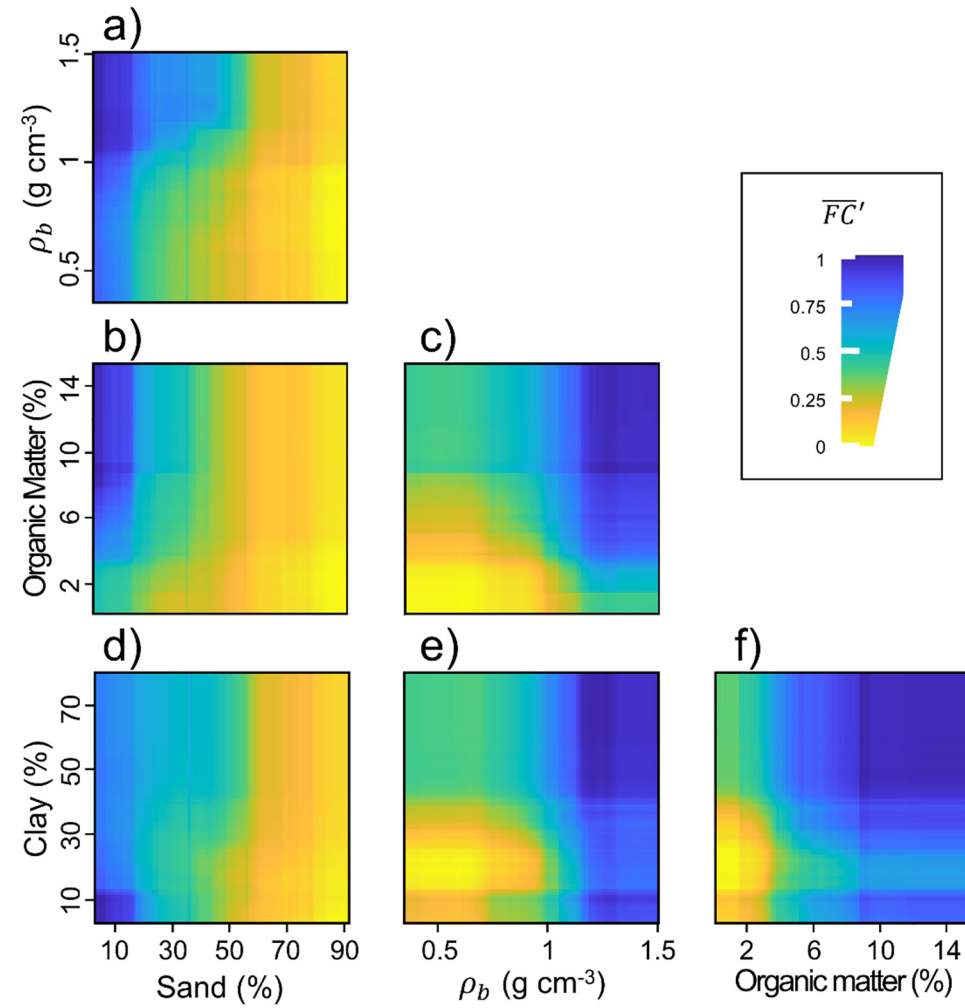 a)
1.5
1
0.5
ρb (g cm-3)
F̅C̅′
1
0.75
0.5
0.25
0
b)
c)
14
10
6
2
Organic Matter (%)
d)
e)
f)
70
50
30
10
Clay (%)
10 30 50 70 90
0.5 1 1.5
2 6 10 14
Sand (%)
ρb (g cm-3)
Organic matter (%)